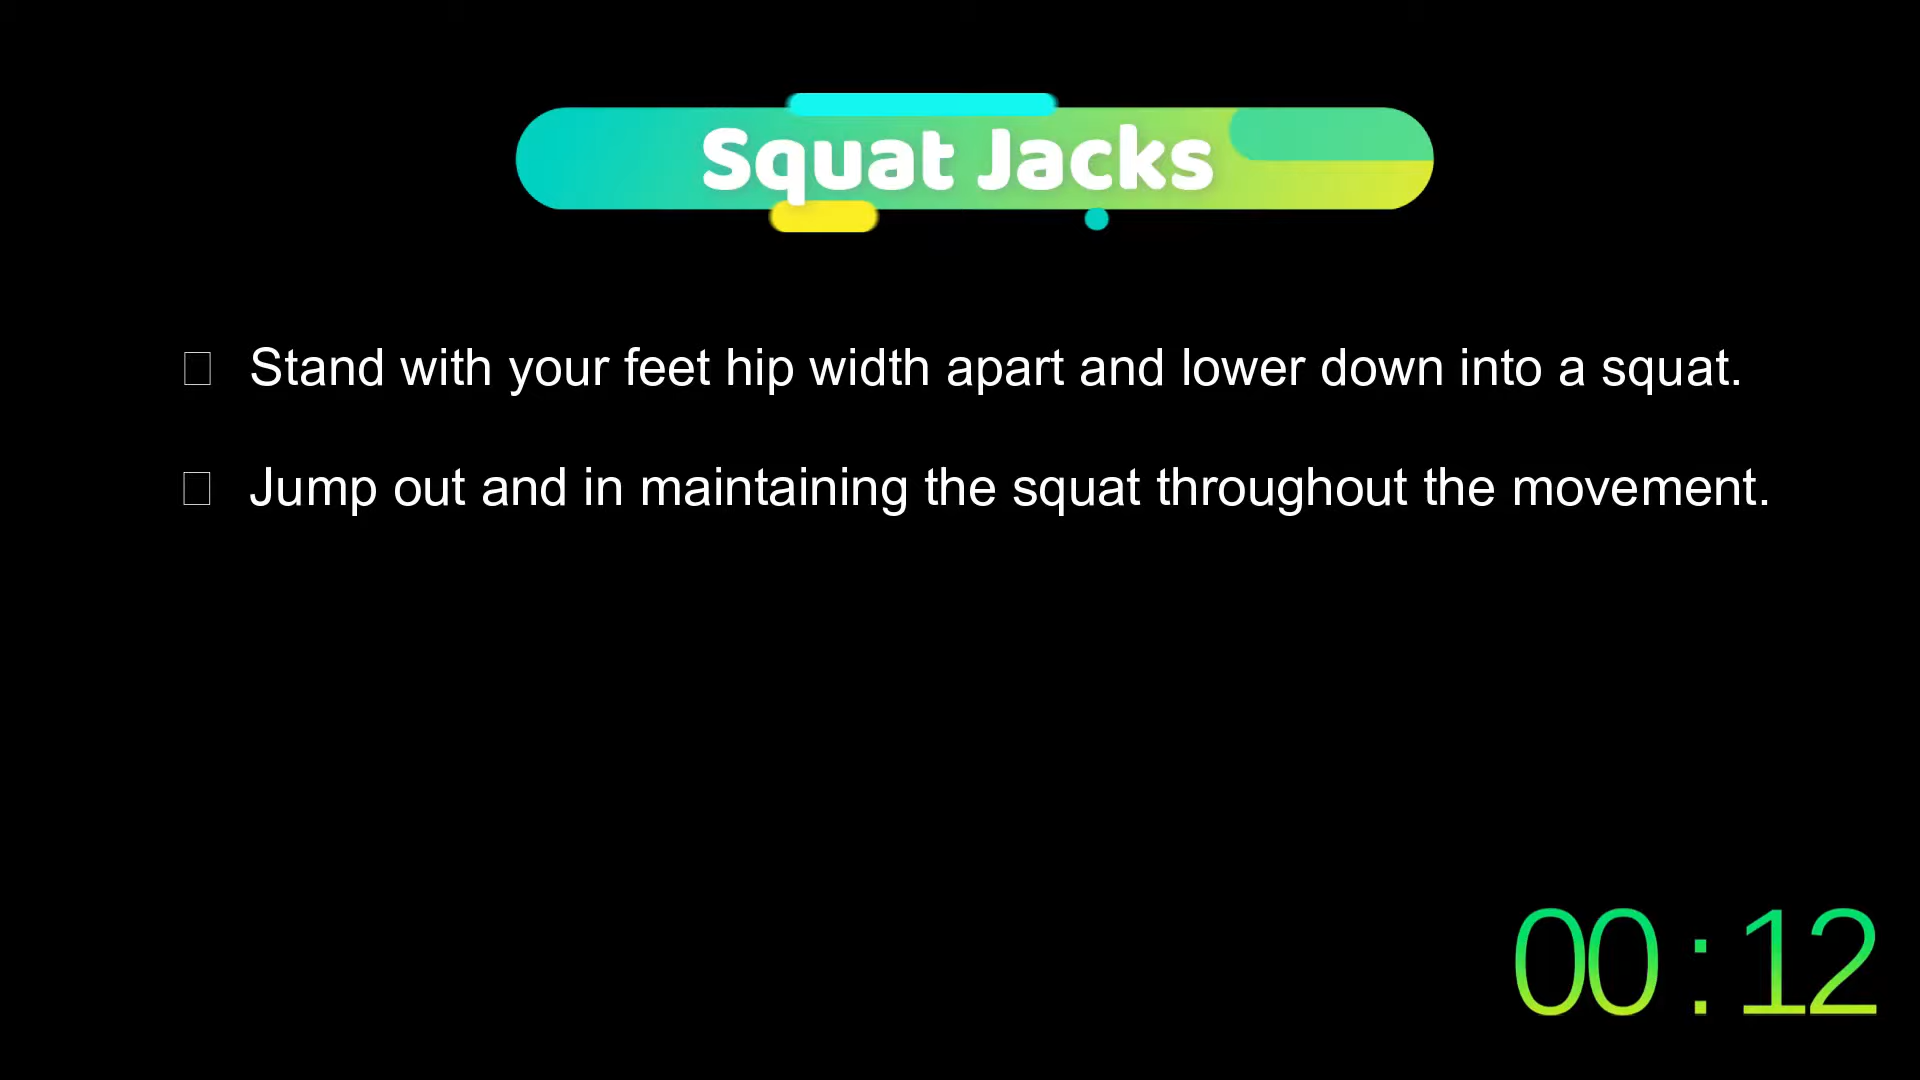 Squat Jacks
Stand with your feet hip width apart and lower down into a squat.
Jump out and in maintaining the squat throughout the movement.
00:12